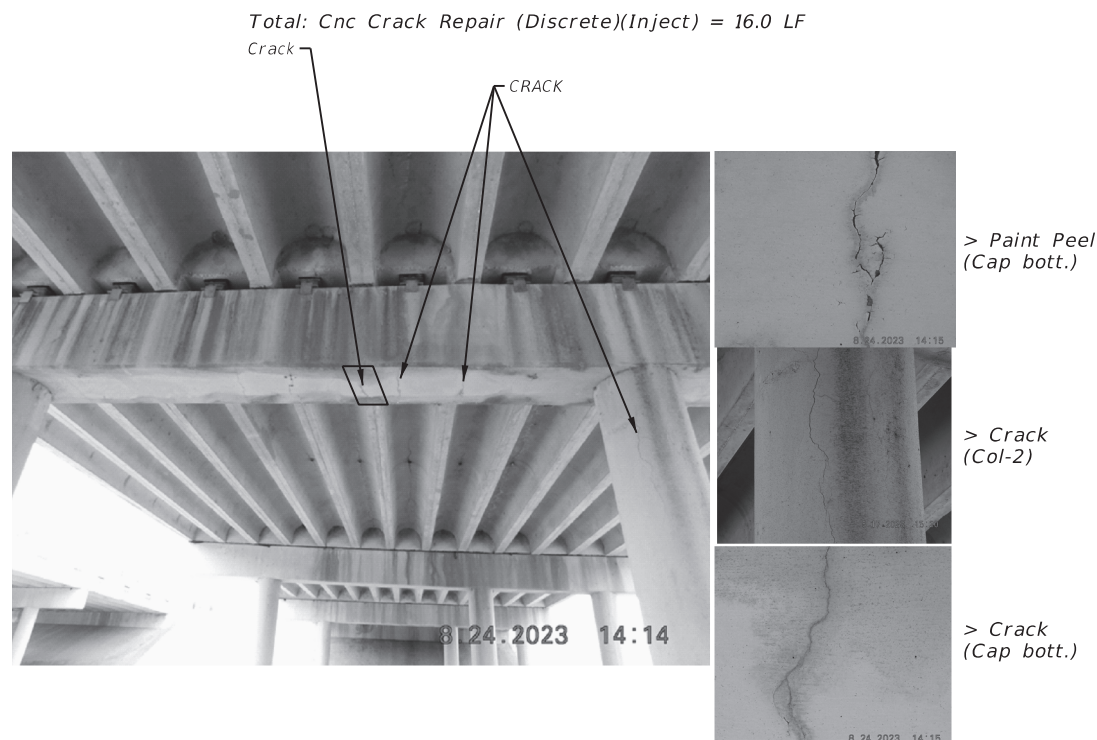 Total: Cnc Crack Repair (Discrete)(Inject) = 16.0 LF
Crack
CRACK
> Paint Peel
(Cap bott.)
8.24.2023 14:15
> Crack
(Col-2)
> Crack
(Cap bott.)
8.24.2023 14:14
8.24.2023 14:15